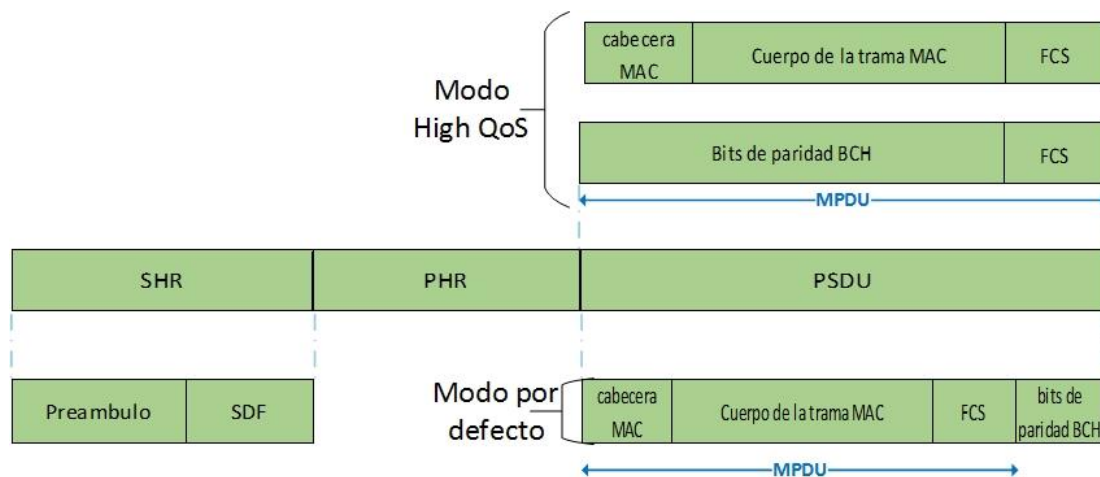 Modo
High QoS
cabecera
MAC
Cuerpo de la trama MAC
FCS
Bits de paridad BCH
FCS
MPDU
SHR
PHR
PSDU
Preambulo
SDF
Modo por
defecto
cabecera
MAC
Cuerpo de la trama MAC
FCS
bits de
paridad BCH
MPDU